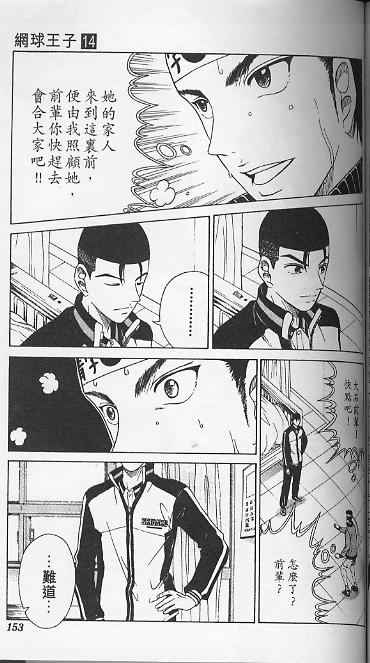 網球王子 14
她的家人
來到這裏前，
便由我照顧她，
前輩你快趕去
會合大家吧!!
………
大石前輩！
快點吧！
怎麼了？
前輩？
…難道…
153